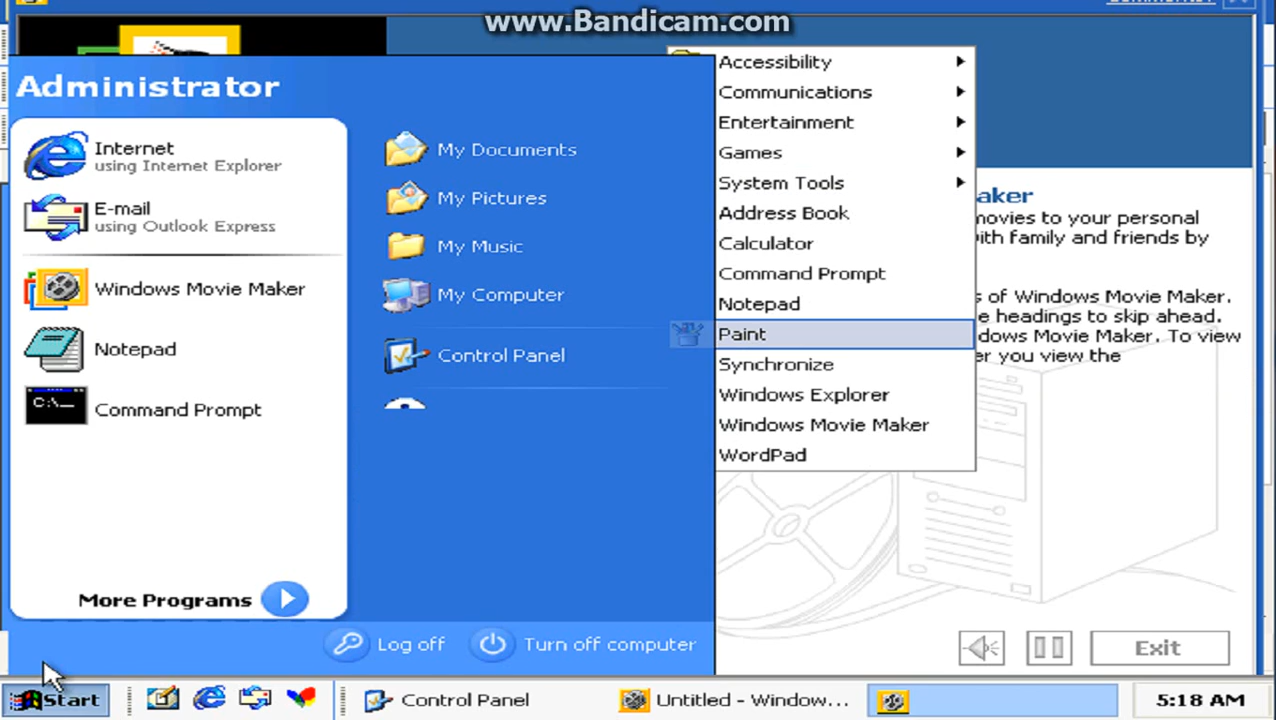 www.Bandicam.com
Administrator
Internet
using Internet Explorer
E-mail
using Outlook Express
Windows Movie Maker
Notepad
Command Prompt
More Programs
My Documents
My Pictures
My Music
My Computer
Control Panel
Log off
Turn off computer
Accessibility
Communications
Entertainment
Games
System Tools
Address Book
Calculator
Command Prompt
Notepad
Paint
Synchronize
Windows Explorer
Windows Movie Maker
WordPad
aker
movies to your personal
with family and friends by
s of Windows Movie Maker.
e headings to skip ahead.
ndows Movie Maker. To view
er you view the
Exit
C:\_
Start
Control Panel
Untitled - Window...
5:18 AM